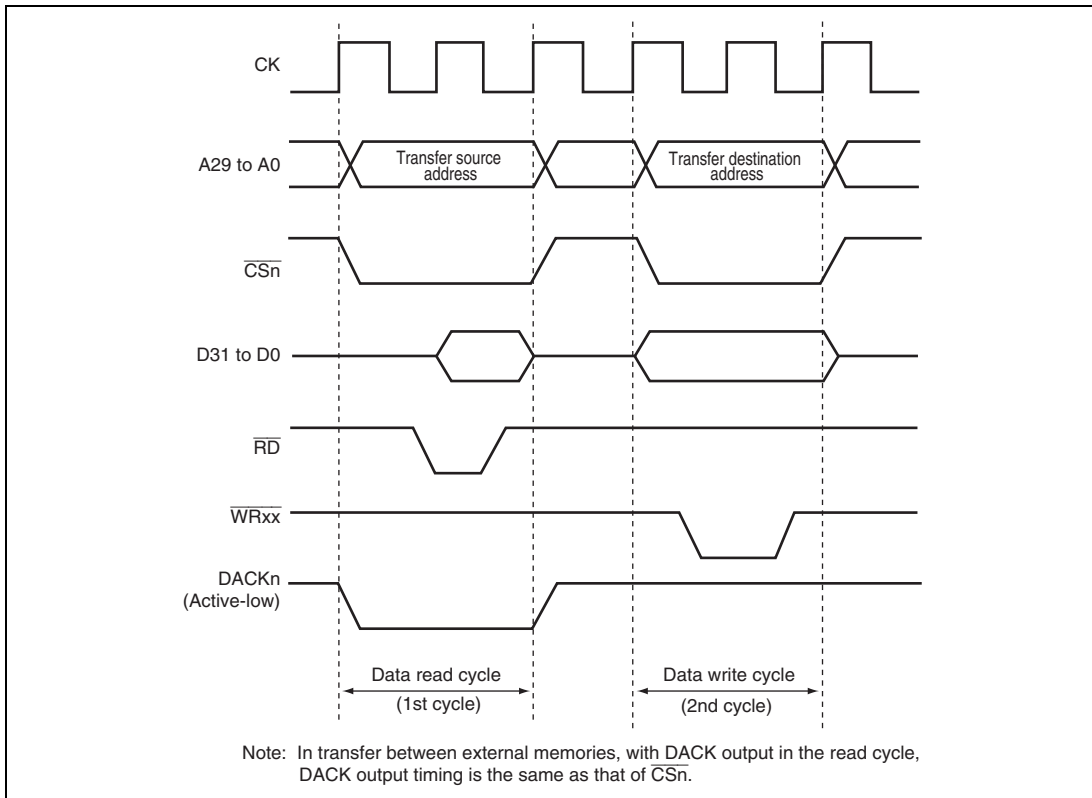 CK
A29 to A0
Transfer source
address
Transfer destination
address
CSn
D31 to D0
RD
WRxx
DACKn
(Active-low)
Data read cycle
(1st cycle)
Data write cycle
(2nd cycle)
Note: In transfer between external memories, with DACK output in the read cycle,
DACK output timing is the same as that of CSn.